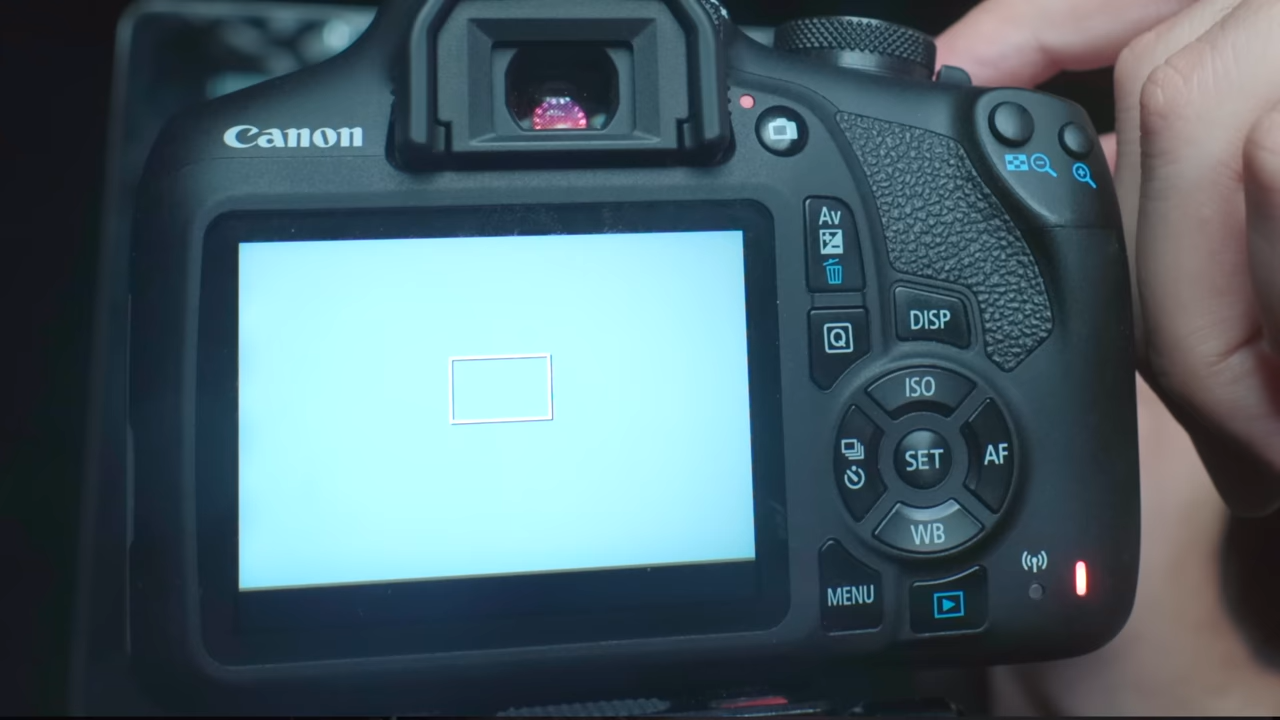 Canon
Av
DISP
Q
ISO
AF
SET
WB
MENU